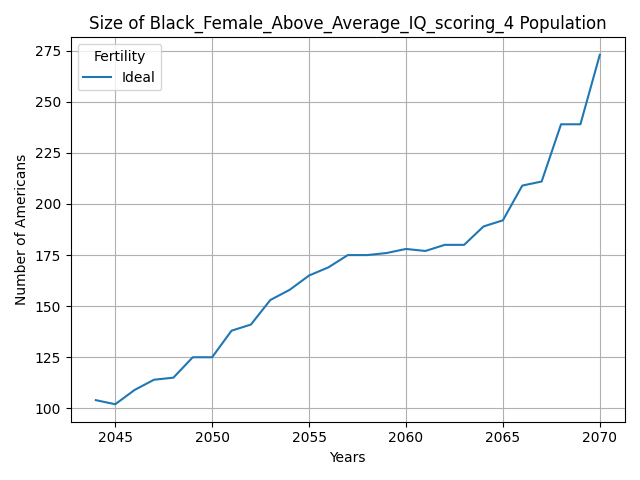 Size of Black_Female_Above_Average_IQ_scoring_4 Population
Fertility
Ideal
275
250
225
200
175
150
125
100
Number of Americans
2045 2050 2055 2060 2065 2070
Years